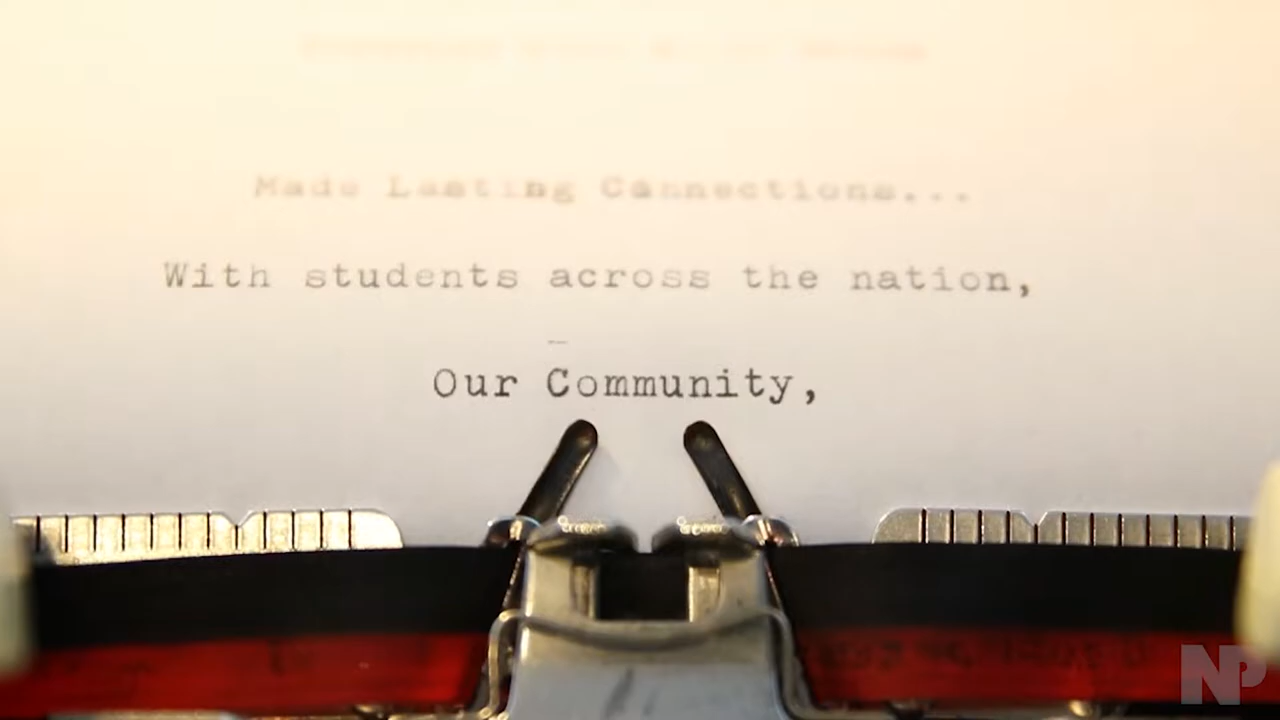 Made Lasting Connections...
With students across the nation,
Our Community,
NP